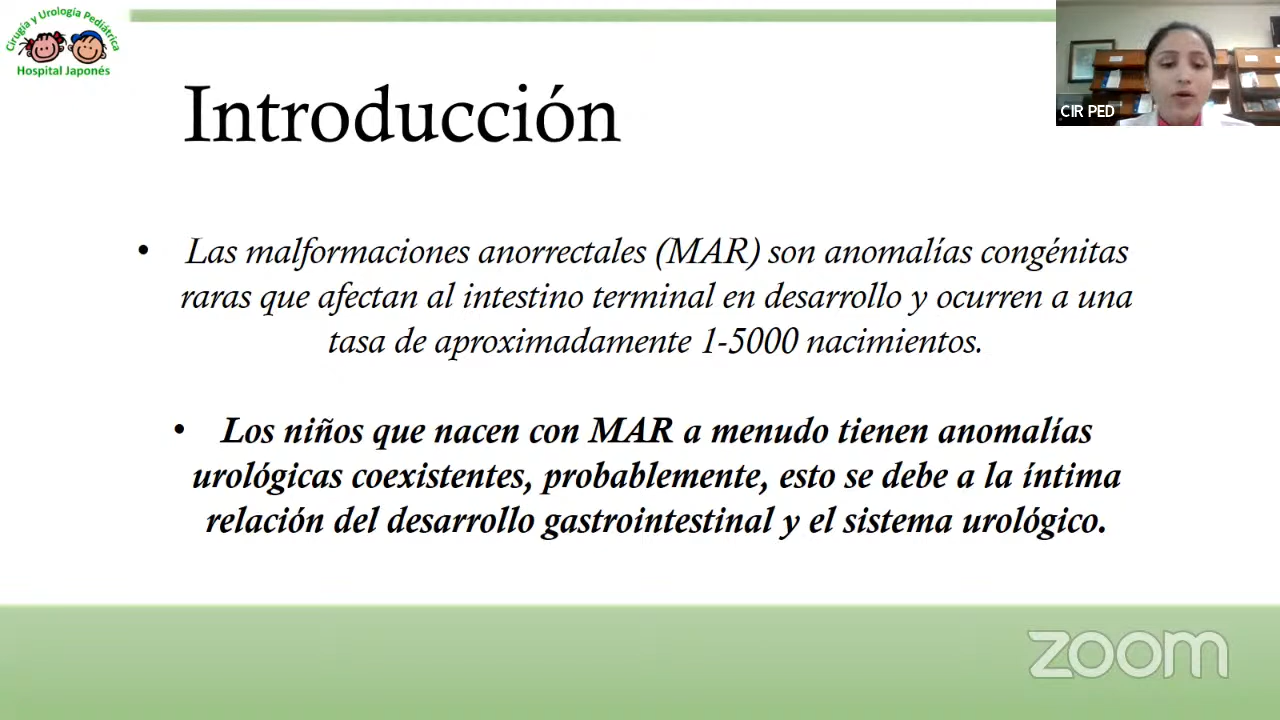 Cirugía y Urología Pediátrica
Hospital Japonés
CIR PED
Introducción
• Las malformaciones anorrectales (MAR) son anomalías congénitas
raras que afectan al intestino terminal en desarrollo y ocurren a una
tasa de aproximadamente 1-5000 nacimientos.
• Los niños que nacen con MAR a menudo tienen anomalías
urológicas coexistentes, probablemente, esto se debe a la íntima
relación del desarrollo gastrointestinal y el sistema urológico.
zoom